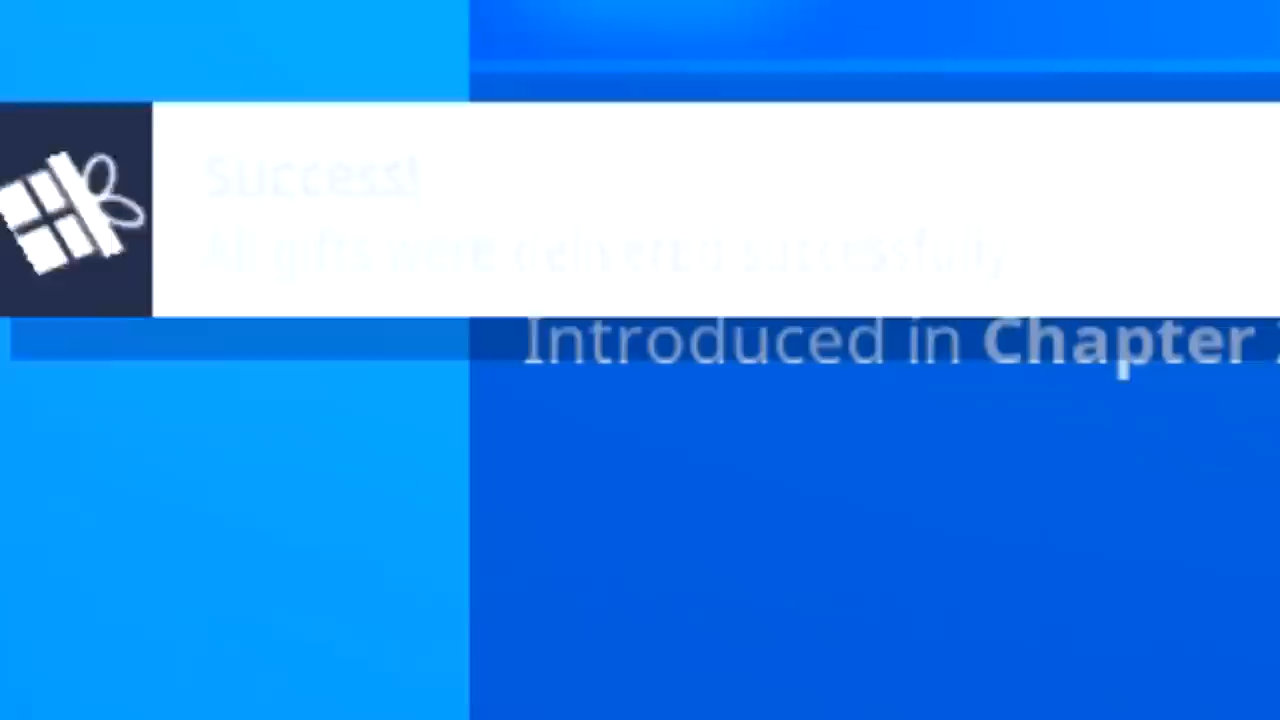 Success!
All gifts were delivered successfully
Introduced in Chapter